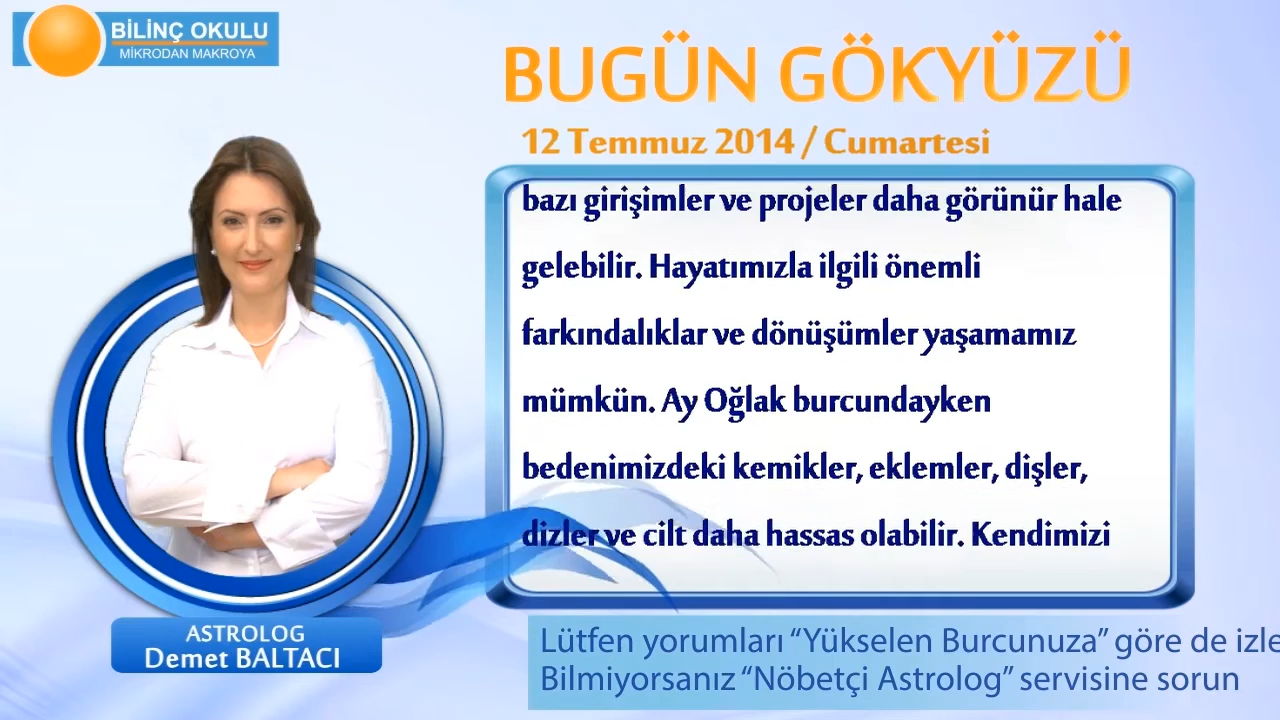 BİLİNÇ OKULU
MİKRODAN MAKROYA
BUGÜN GÖKYÜZÜ
12 Temmuz 2014 / Cumartesi
bazı girişimler ve projeler daha görünür hale
gelebilir. Hayatımızla ilgili önemli
farkındalıklar ve dönüşümler yaşamamız
mümkün. Ay Oğlak burcundayken
bedenimizdeki kemikler, eklemler, dişler,
dizler ve cilt daha hassas olabilir. Kendimizi
ASTROLOG
Demet BALTACI
Lütfen yorumları “Yükselen Burcunuza” göre de izle
Bilmiyorsanız “Nöbetçi Astrolog” servisine sorun